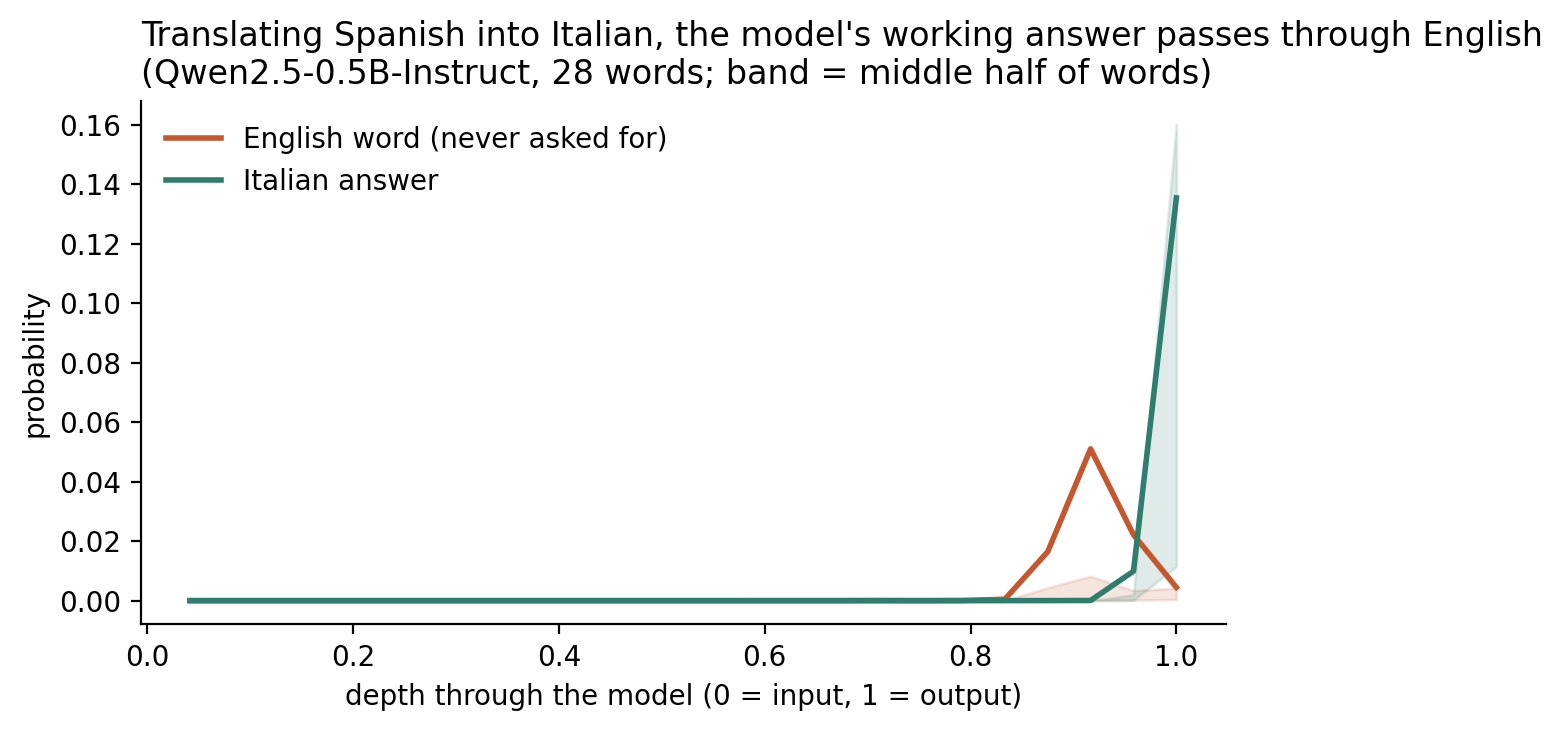 Translating Spanish into Italian, the model's working answer passes through English
(Qwen2.5-0.5B-Instruct, 28 words; band = middle half of words)
English word (never asked for)
Italian answer
0.16
0.14
0.12
0.10
0.08
0.06
0.04
0.02
0.00
probability
0.0 0.2 0.4 0.6 0.8 1.0
depth through the model (0 = input, 1 = output)